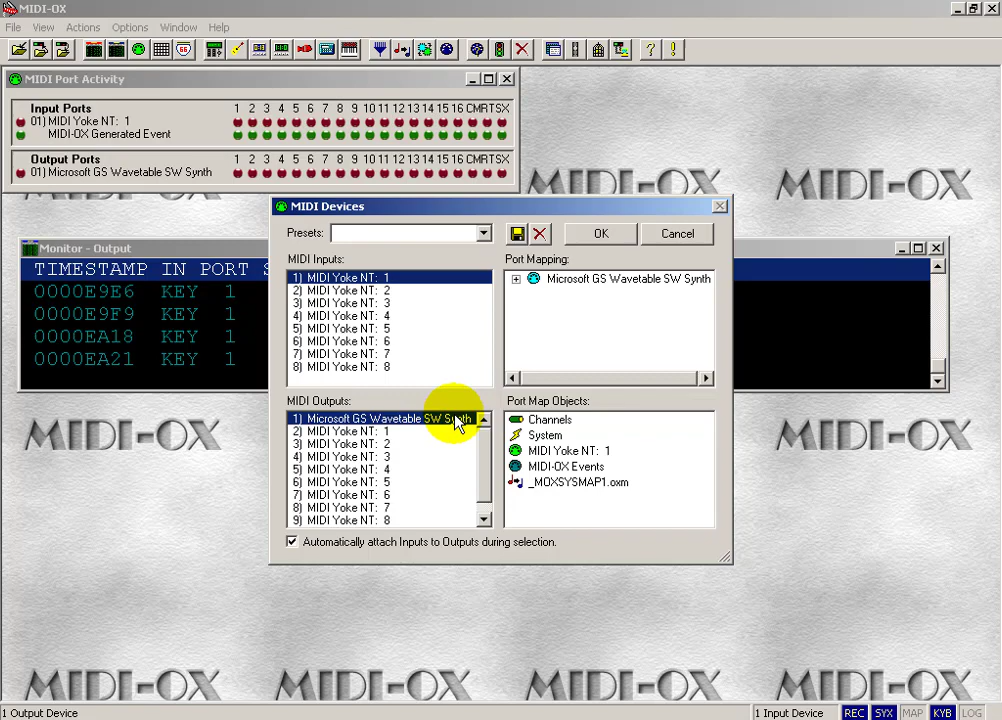 MIDI-OX
File View Actions Options Window Help
MIDI Port Activity
Input Ports 1 2 3 4 5 6 7 8 9 10 11 12 13 14 15 16 CMRTSX
01) MIDI Yoke NT: 1
MIDI-OX Generated Event
Output Ports 1 2 3 4 5 6 7 8 9 10 11 12 13 14 15 16 CMRTSX
01) Microsoft GS Wavetable SW Synth
MIDI-OX MIDI-OX
Monitor - Output
TIMESTAMP IN PORT
0000E9E6 KEY 1
0000E9F9 KEY 1
0000EA18 KEY 1
0000EA21 KEY 1
MIDI Devices
Presets: OK Cancel
MIDI Inputs:
1) MIDI Yoke NT: 1
2) MIDI Yoke NT: 2
3) MIDI Yoke NT: 3
4) MIDI Yoke NT: 4
5) MIDI Yoke NT: 5
6) MIDI Yoke NT: 6
7) MIDI Yoke NT: 7
8) MIDI Yoke NT: 8
Port Mapping:
Microsoft GS Wavetable SW Synth
MIDI Outputs:
1) Microsoft GS Wavetable SW Synth
2) MIDI Yoke NT: 1
3) MIDI Yoke NT: 2
4) MIDI Yoke NT: 3
5) MIDI Yoke NT: 4
6) MIDI Yoke NT: 5
7) MIDI Yoke NT: 6
8) MIDI Yoke NT: 7
9) MIDI Yoke NT: 8
Port Map Objects:
Channels
System
MIDI Yoke NT: 1
MIDI-OX Events
_MOXSYSMAP1.oxm
Automatically attach Inputs to Outputs during selection.
MIDI-OX MIDI-OX
MIDI-OX MIDI-OX MIDI-OX MIDI-OX
1 Output Device 1 Input Device REC SYX MAP KYB LOG